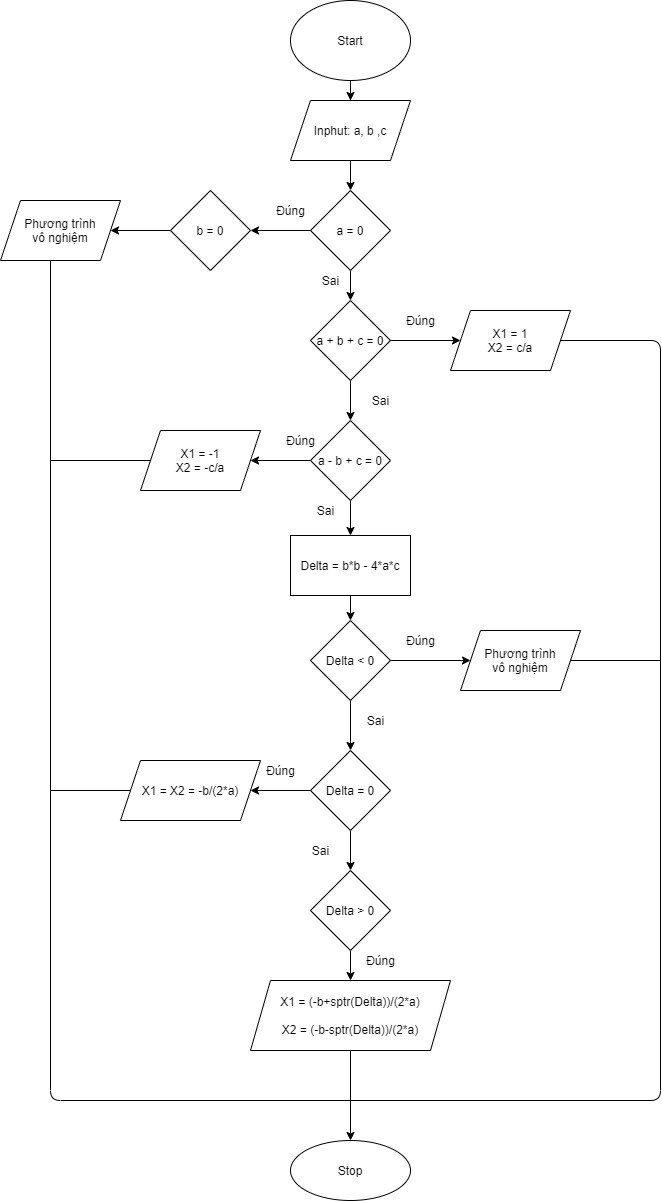 Start
Inphut: a, b ,c
Đúng
a = 0
b = 0
Phương trình
vô nghiệm
Sai
Đúng
a + b + c = 0
X1 = 1
X2 = c/a
Sai
Đúng
a - b + c = 0
X1 = -1
X2 = -c/a
Sai
Delta = b*b - 4*a*c
Đúng
Delta < 0
Phương trình
vô nghiệm
Sai
Đúng
Delta = 0
X1 = X2 = -b/(2*a)
Sai
Delta > 0
Đúng
X1 = (-b+sptr(Delta))/(2*a)
X2 = (-b-sptr(Delta))/(2*a)
Stop